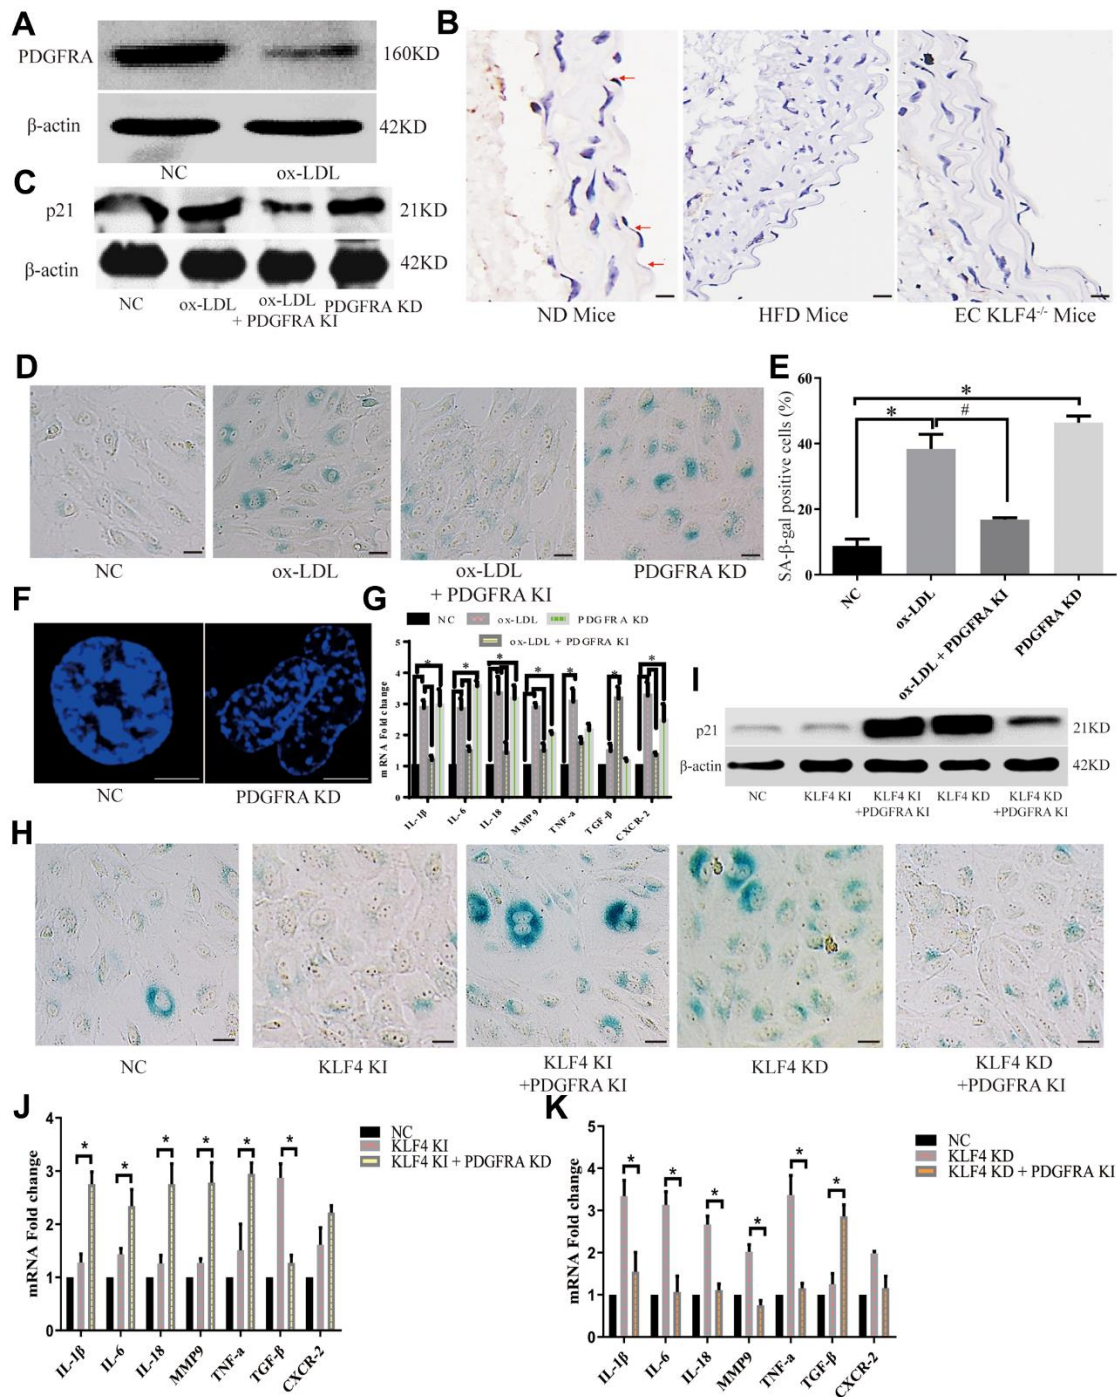 A
PDGFRA
160KD
β-actin
42KD
NC
ox-LDL
B
ND Mice
HFD Mice
EC KLF4-/- Mice
C
p21
21KD
β-actin
42KD
NC
ox-LDL
ox-LDL
+ PDGFRA KI
PDGFRA KD
D
NC
ox-LDL
ox-LDL
+ PDGFRA KI
PDGFRA KD
E
SA-β-gal positive cells (%)
60
40
20
0
*
*
#
NC
ox-LDL
ox-LDL + PDGFRA KI
PDGFRA KD
F
NC
PDGFRA KD
G
NC
ox-LDL
PDGFRA KD
ox-LDL + PDGFRA KI
mRNA Fold change
5
4
3
2
1
0
*
*
*
*
*
*
*
IL-1β
IL-6
IL-18
MMP9
TNF-a
TGF-β
CXCR-2
I
p21
21KD
β-actin
42KD
NC
KLF4 KI
KLF4 KI
+PDGFRA KI
KLF4 KD
KLF4 KD
+PDGFRA KI
H
NC
KLF4 KI
KLF4 KI
+PDGFRA KI
KLF4 KD
KLF4 KD
+PDGFRA KI
J
mRNA Fold change
4
3
2
1
0
*
*
*
*
*
*
NC
KLF4 KI
KLF4 KI + PDGFRA KD
IL-1β
IL-6
IL-18
MMP9
TNF-a
TGF-β
CXCR-2
K
mRNA Fold change
5
4
3
2
1
0
*
*
*
*
*
*
NC
KLF4 KD
KLF4 KD + PDGFRA KI
IL-1β
IL-6
IL-18
MMP9
TNF-a
TGF-β
CXCR-2